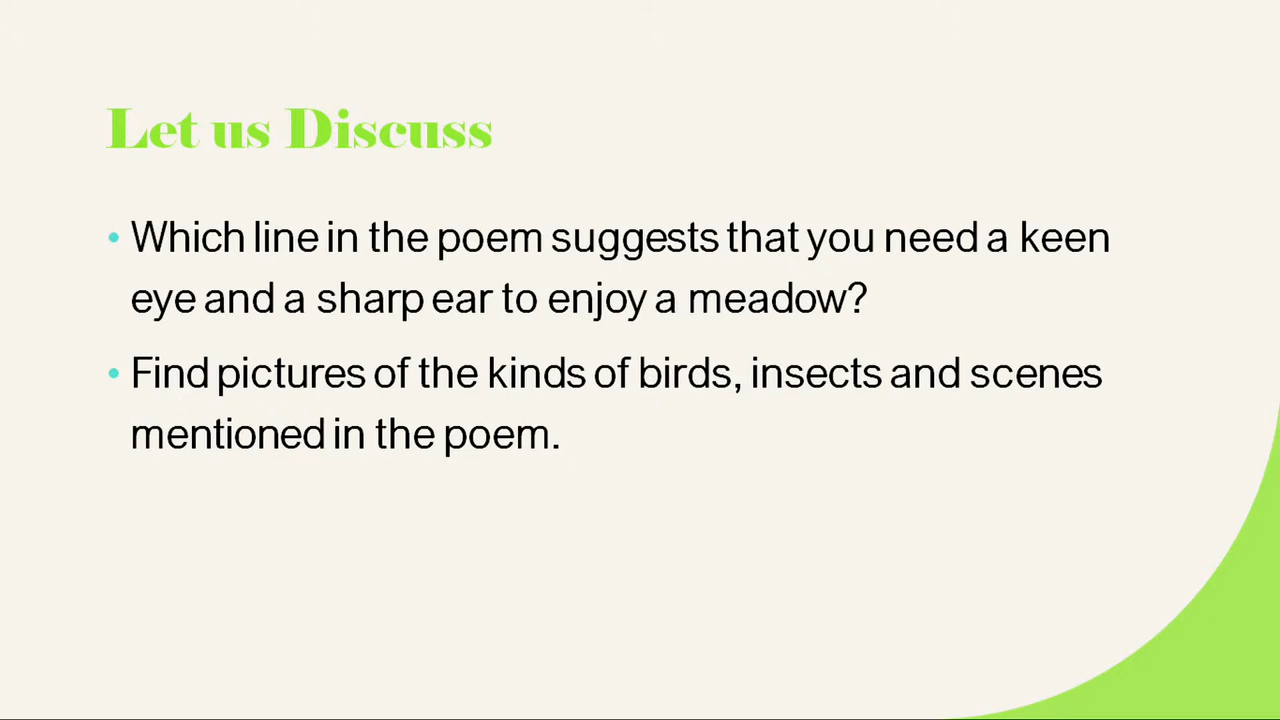 Let us Discuss
• Which line in the poem suggests that you need a keen
eye and a sharp ear to enjoy a meadow?
• Find pictures of the kinds of birds, insects and scenes
mentioned in the poem.